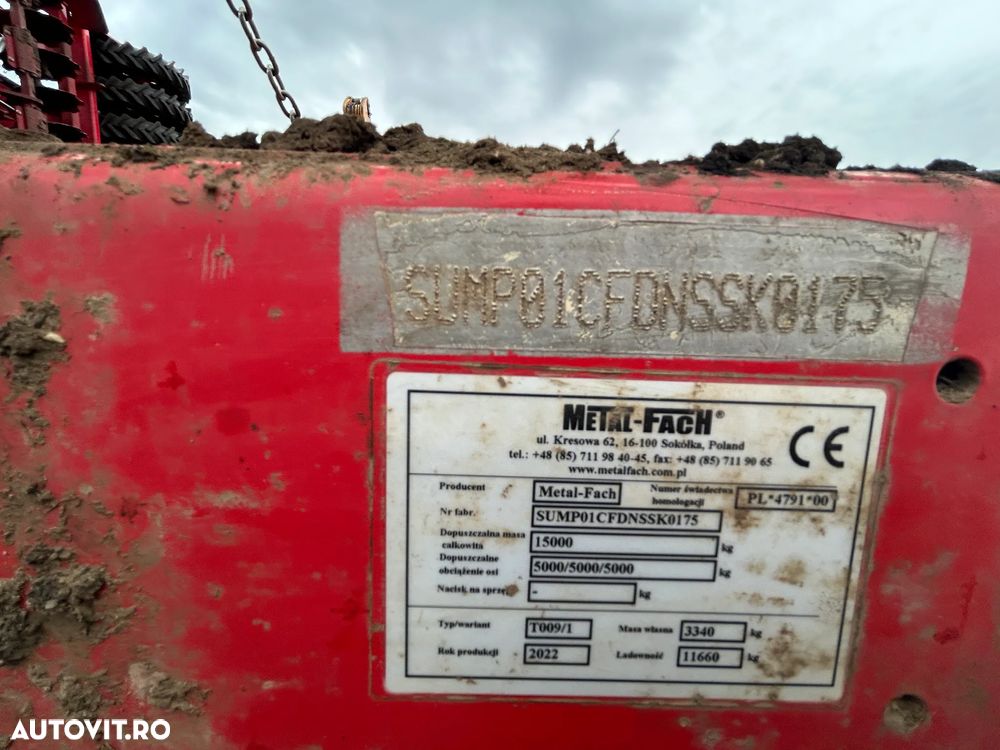 SUMP01CFDNSSK0175
METAL-FACH®
ul. Kresowa 62, 16-100 Sokółka, Poland
tel.: +48 (85) 711 98 40-45, fax: +48 (85) 711 90 65
www.metalfach.com.pl
CE
Producent Metal-Fach Numer świadectwa homologacji PL*4791*00
Nr fabr. SUMP01CFDNSSK0175
Dopuszczalna masa
całkowita 15000 kg
Dopuszczalne
obciążenie osi 5000/5000/5000 kg
Nacisk na sprzęg - kg
Typ/wariant T009/1 Masa własna 3340 kg
Rok produkcji 2022 Ładowność 11660 kg
AUTOVIT.RO